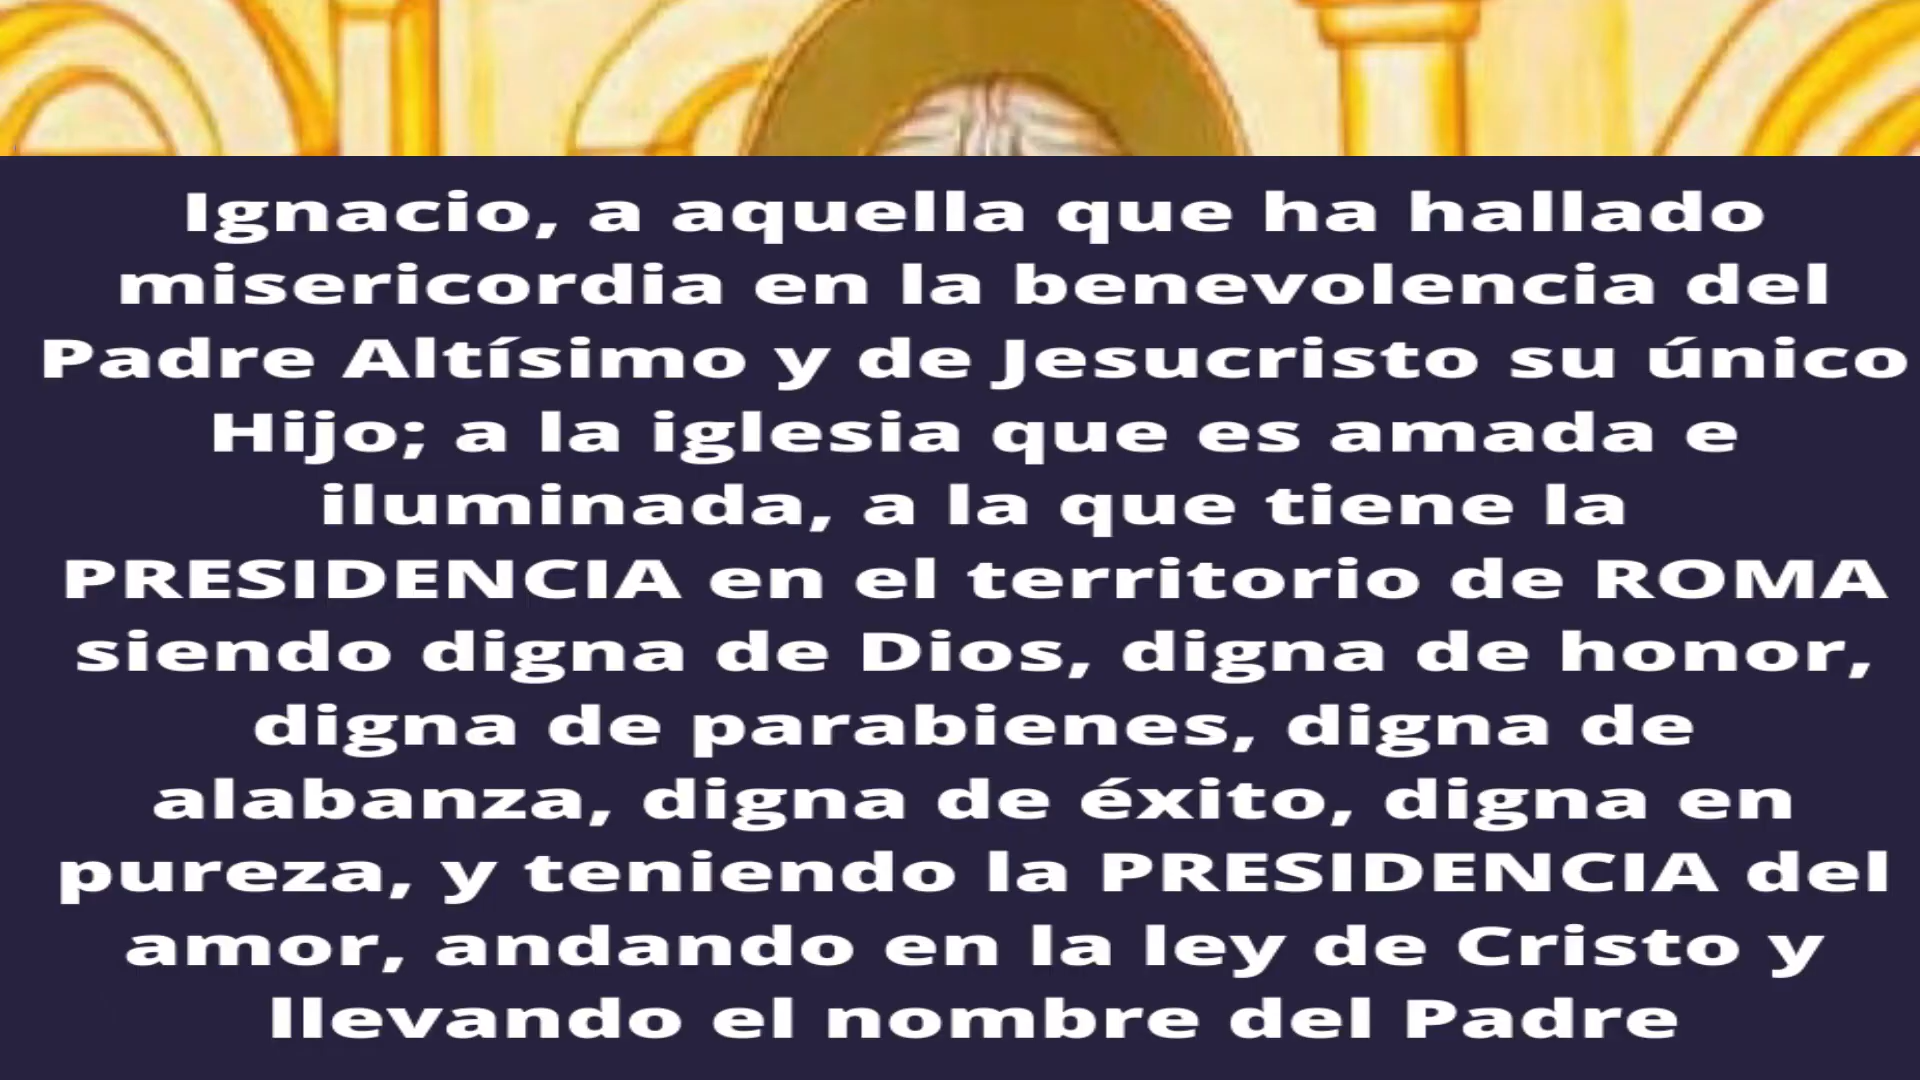 Ignacio, a aquella que ha hallado
misericordia en la benevolencia del
Padre Altísimo y de Jesucristo su único
Hijo; a la iglesia que es amada e
iluminada, a la que tiene la
PRESIDENCIA en el territorio de ROMA
siendo digna de Dios, digna de honor,
digna de parabienes, digna de
alabanza, digna de éxito, digna en
pureza, y teniendo la PRESIDENCIA del
amor, andando en la ley de Cristo y
llevando el nombre del Padre